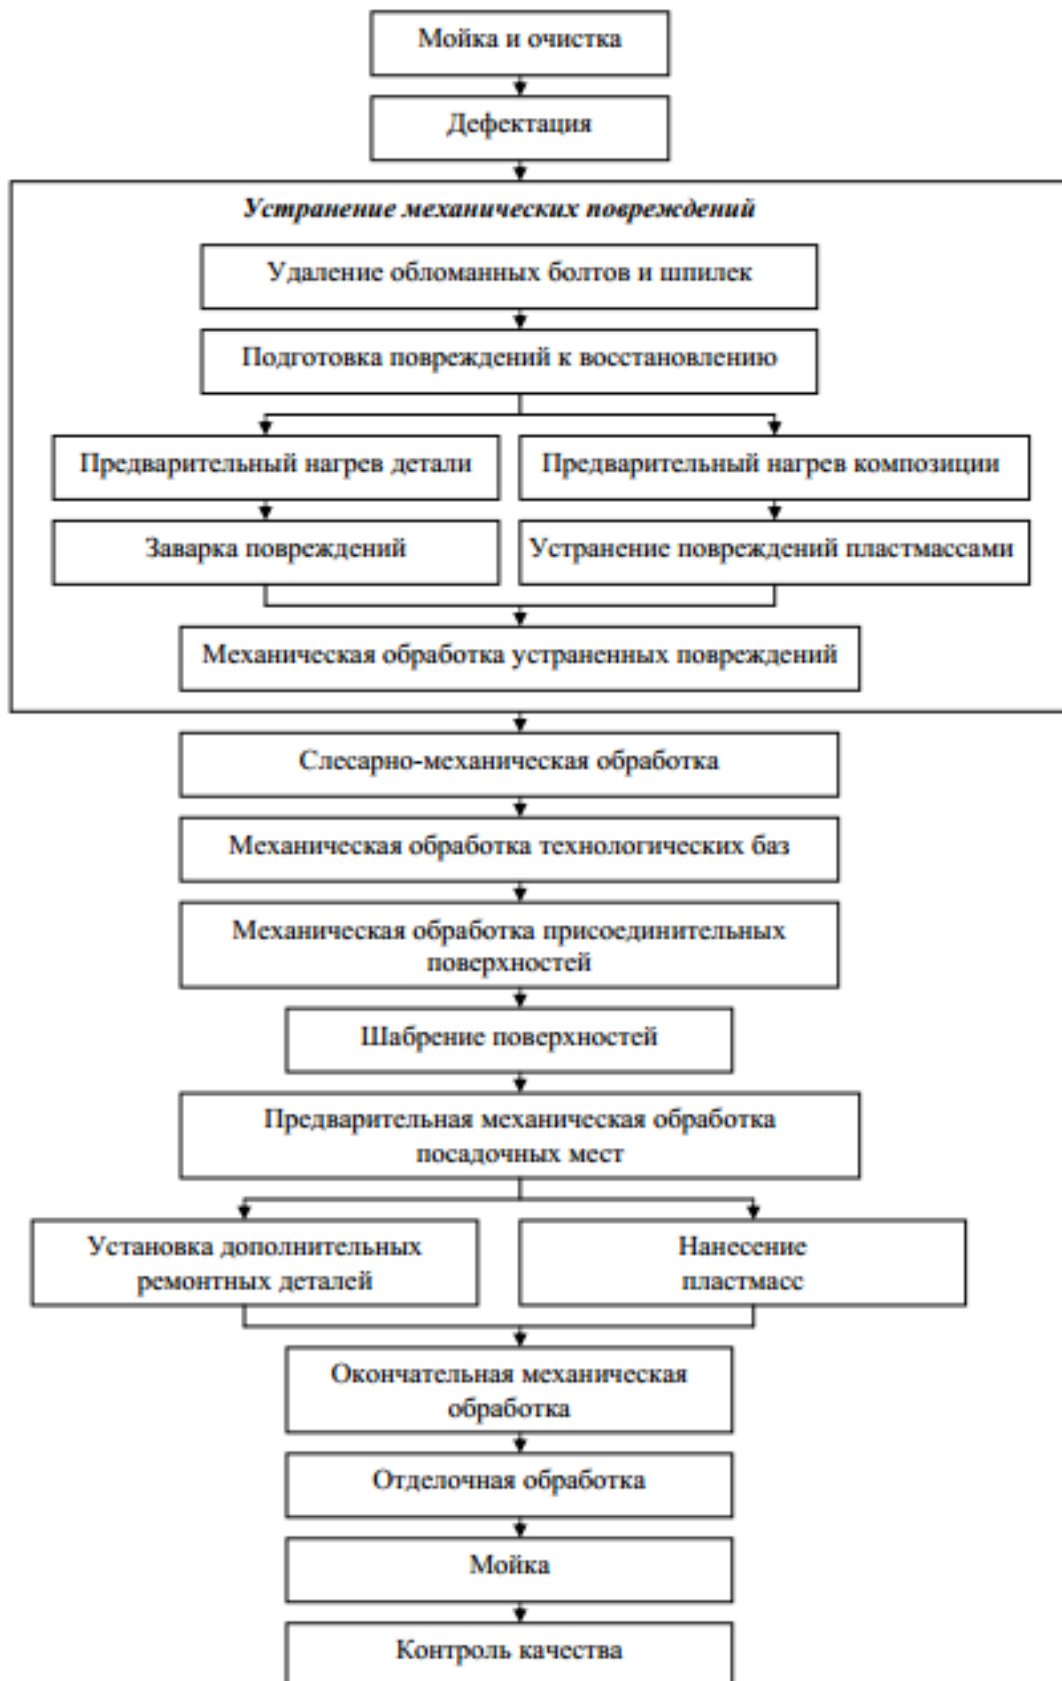 Мойка и очистка
Дефектация
Устранение механических повреждений
Удаление обломанных болтов и шпилек
Подготовка повреждений к восстановлению
Предварительный нагрев детали
Предварительный нагрев композиции
Заварка повреждений
Устранение повреждений пластмассами
Механическая обработка устраненных повреждений
Слесарно-механическая обработка
Механическая обработка технологических баз
Механическая обработка присоединительных
поверхностей
Шабрение поверхностей
Предварительная механическая обработка
посадочных мест
Установка дополнительных
ремонтных деталей
Нанесение
пластмасс
Окончательная механическая
обработка
Отделочная обработка
Мойка
Контроль качества